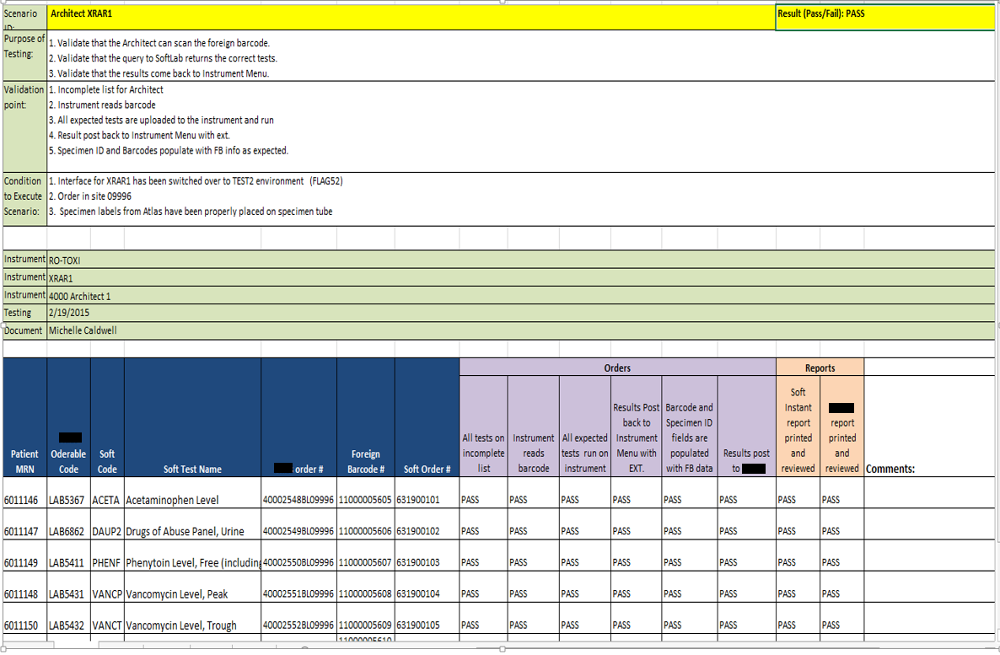 Scenario ID: Architect XRAR1 Result (Pass/Fail): PASS
Purpose of Testing:
1. Validate that the Architect can scan the foreign barcode.
2. Validate that the query to SoftLab returns the correct tests.
3. Validate that the results come back to Instrument Menu.
Validation point:
1. Incomplete list for Architect
2. Instrument reads barcode
3. All expected tests are uploaded to the instrument and run
4. Result post back to Instrument Menu with ext.
5. Specimen ID and Barcodes populate with FB info as expected.
Condition to Execute Scenario:
1. Interface for XRAR1 has been switched over to TEST2 environment (FLAG52)
2. Order in site 09996
3. Specimen labels from Atlas have been properly placed on specimen tube
Instrument RO-TOXI
Instrument XRAR1
Instrument 4000 Architect 1
Testing 2/19/2015
Document Michelle Caldwell
Orders Reports
Patient MRN
Oderable Code
Soft Code
Soft Test Name
order #
Foreign Barcode #
Soft Order #
All tests on incomplete list
Instrument reads barcode
All expected tests run on instrument
Results Post back to Instrument Menu with EXT.
Barcode and Specimen ID fields are populated with FB data
Results post to
Soft Instant report printed and reviewed
report printed and reviewed
Comments:
6011146 LAB5367 ACETA Acetaminophen Level 40002548BL09996 11000005605 631900101 PASS PASS PASS PASS PASS PASS PASS PASS
6011147 LAB6862 DAUP2 Drugs of Abuse Panel, Urine 40002549BL09996 11000005606 631900102 PASS PASS PASS PASS PASS PASS PASS PASS
6011149 LAB5411 PHENF Phenytoin Level, Free (including 40002550BL09996 11000005607 631900103 PASS PASS PASS PASS PASS PASS PASS PASS
6011148 LAB5431 VANCP Vancomycin Level, Peak 40002551BL09996 11000005608 631900104 PASS PASS PASS PASS PASS PASS PASS PASS
6011150 LAB5432 VANCT Vancomycin Level, Trough 40002552BL09996 11000005609 631900105 PASS PASS PASS PASS PASS PASS PASS PASS